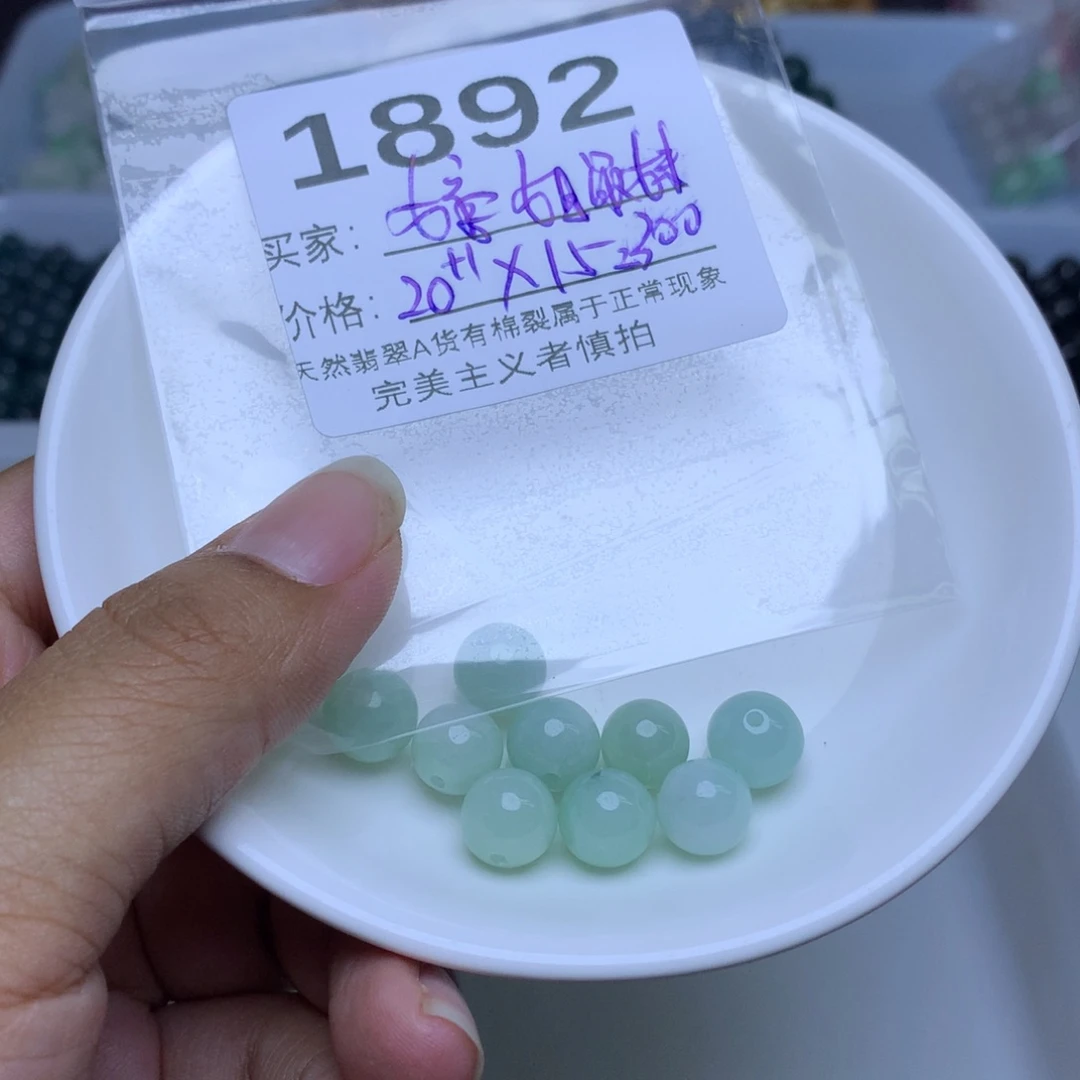 1892
买家：
价格：20+1×15=300
天然翡翠A货有棉裂属于正常现象
完美主义者慎拍